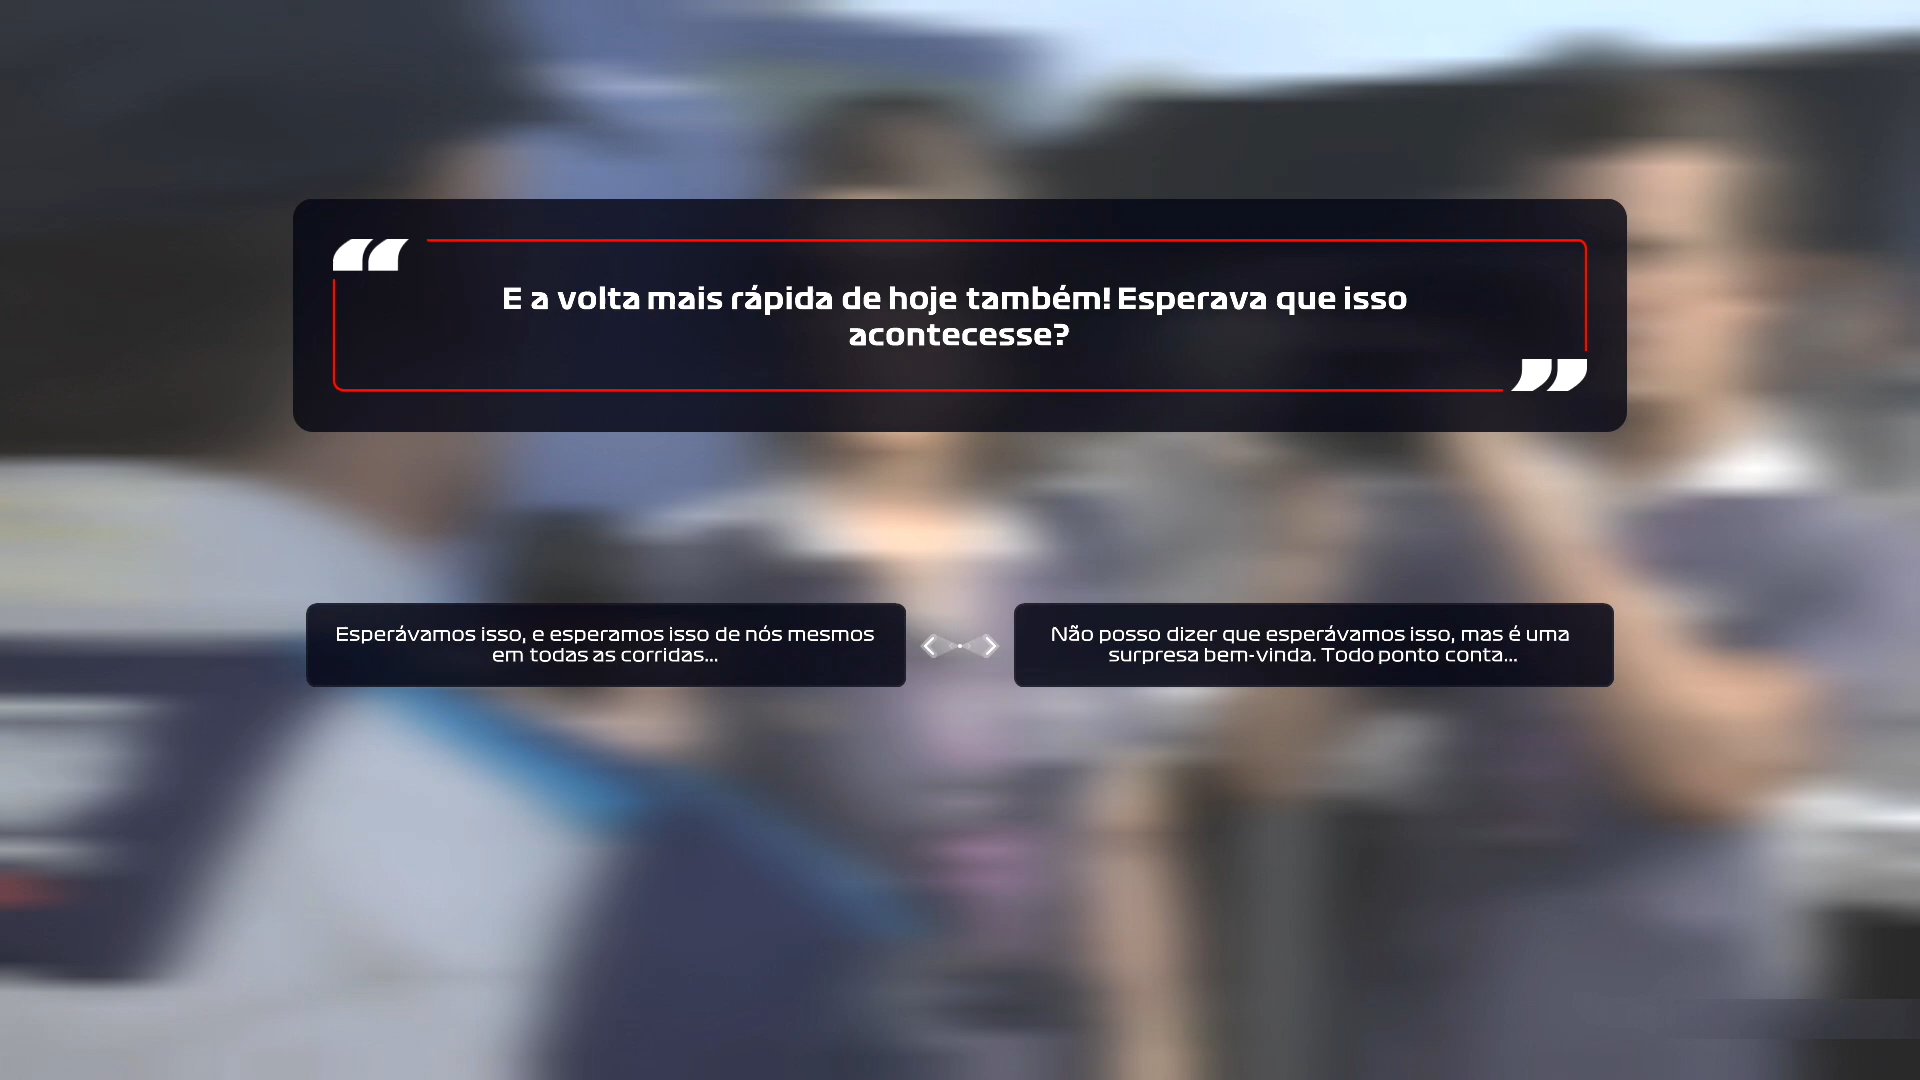 E a volta mais rápida de hoje também! Esperava que isso
acontecesse?
Esperávamos isso, e esperamos isso de nós mesmos
em todas as corridas...
Não posso dizer que esperávamos isso, mas é uma
surpresa bem-vinda. Todo ponto conta...